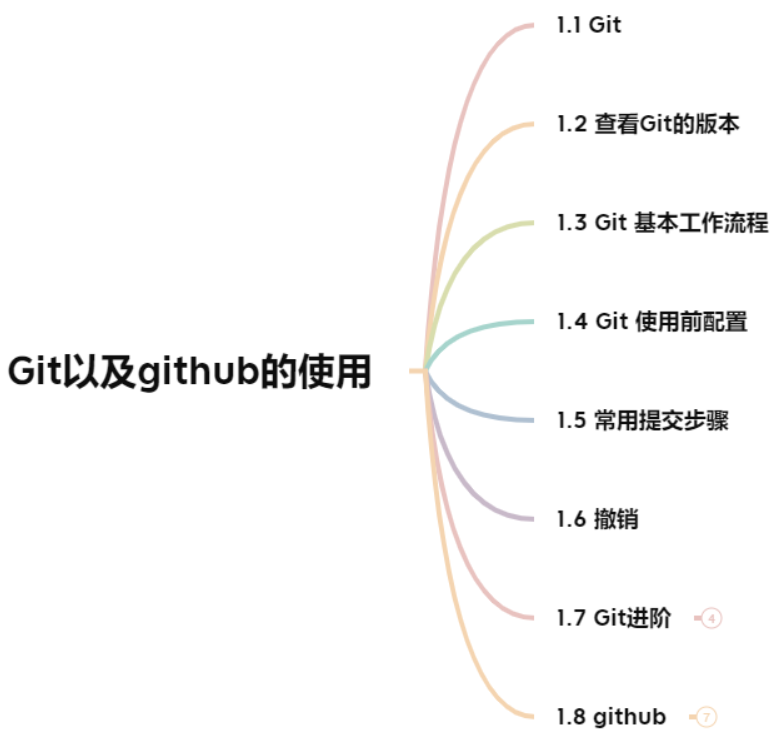 1.1 Git
1.2 查看Git的版本
1.3 Git 基本工作流程
1.4 Git 使用前配置
Git以及github的使用
1.5 常用提交步骤
1.6 撤销
1.7 Git进阶 4
1.8 github 7